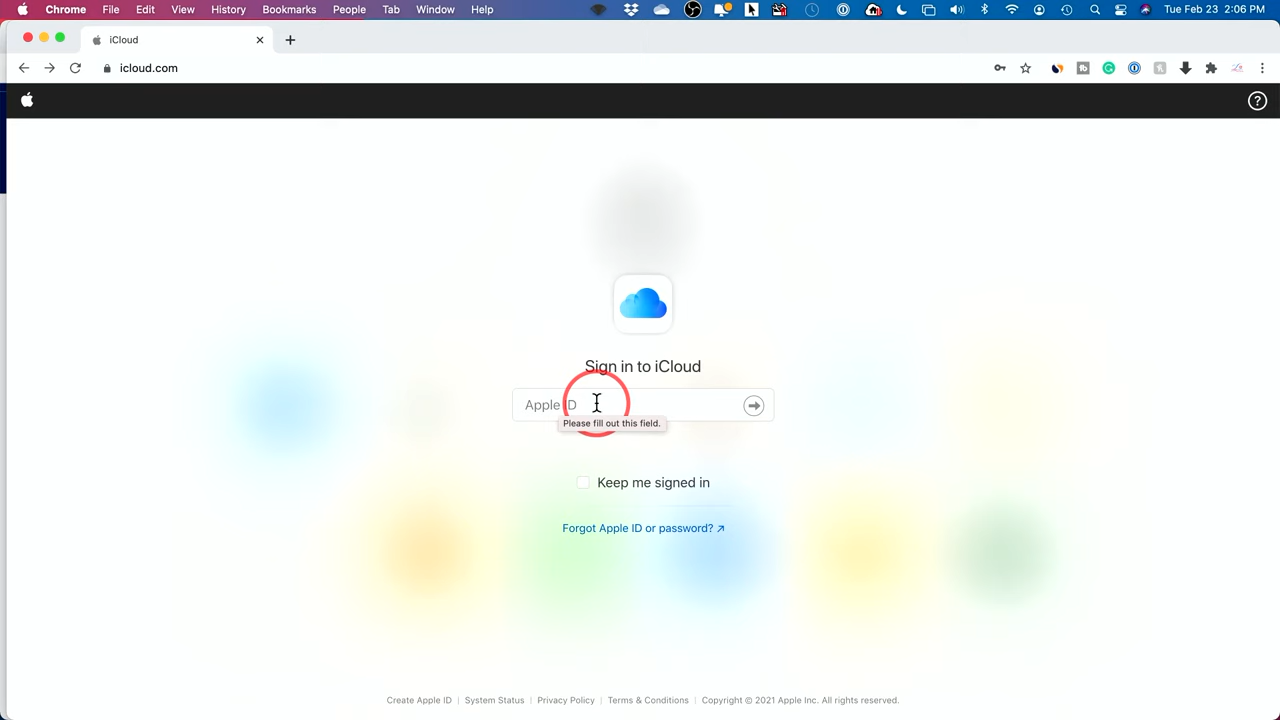 Chrome File Edit View History Bookmarks People Tab Window Help Tue Feb 23 2:06 PM
iCloud
icloud.com
Sign in to iCloud
Apple ID
Please fill out this field.
Keep me signed in
Forgot Apple ID or password? ↗
Create Apple ID | System Status | Privacy Policy | Terms & Conditions | Copyright © 2021 Apple Inc. All rights reserved.